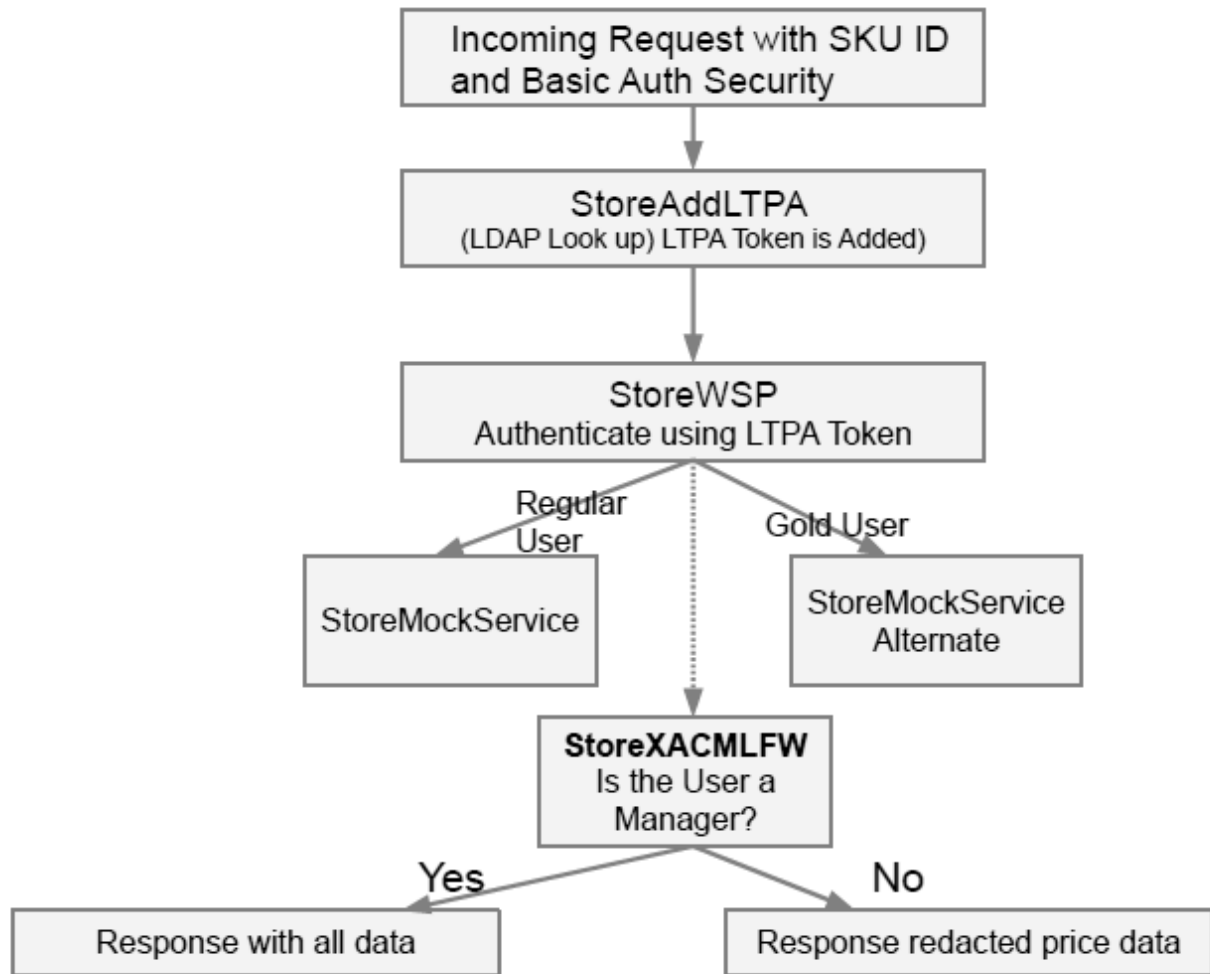 Incoming Request with SKU ID
and Basic Auth Security
StoreAddLTPA
(LDAP Look up) LTPA Token is Added)
StoreWSP
Authenticate using LTPA Token
Regular
User
Gold User
StoreMockService
StoreMockService
Alternate
StoreXACMLFW
Is the User a
Manager?
Yes
No
Response with all data
Response redacted price data